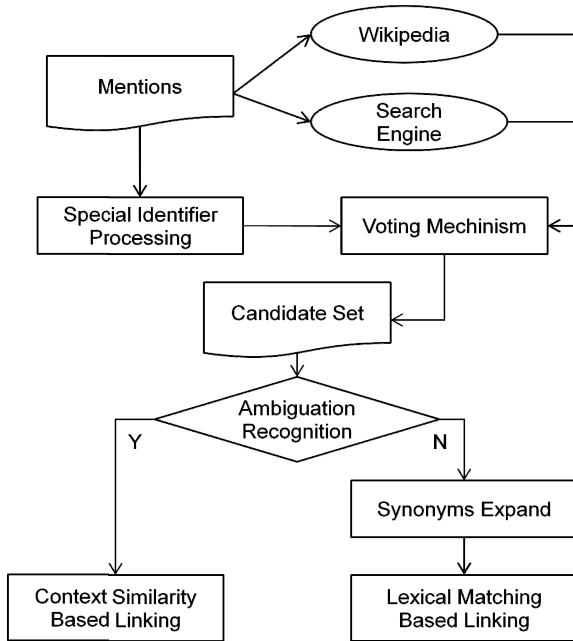 Wikipedia
Mentions
Search
Engine
Special Identifier
Processing
Voting Mechinism
Candidate Set
Ambiguation
Recognition
Y
N
Synonyms Expand
Context Similarity
Based Linking
Lexical Matching
Based Linking